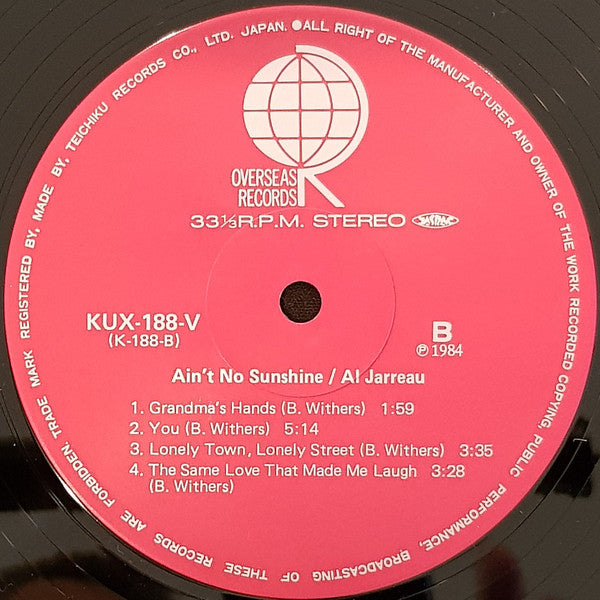 TRADE MARK REGISTERED BY, MADE BY, TEICHIKU RECORDS CO., LTD. JAPAN. ●ALL RIGHT OF THE MANUFACTURER AND OWNER OF THE WORK RECORDED COPYING, PUBLIC PERFORMANCE, BROADCASTING OF THESE RECORDS ARE FORBIDDEN.
R
OVERSEAS
RECORDS
33⅓R.P.M. STEREO JASRAC
KUX-188-V
(K-188-B)
B
℗ 1984
Ain't No Sunshine / Al Jarreau
1. Grandma's Hands (B. Withers) 1:59
2. You (B. Withers) 5:14
3. Lonely Town, Lonely Street (B. Withers) 3:35
4. The Same Love That Made Me Laugh 3:28
(B. Withers)